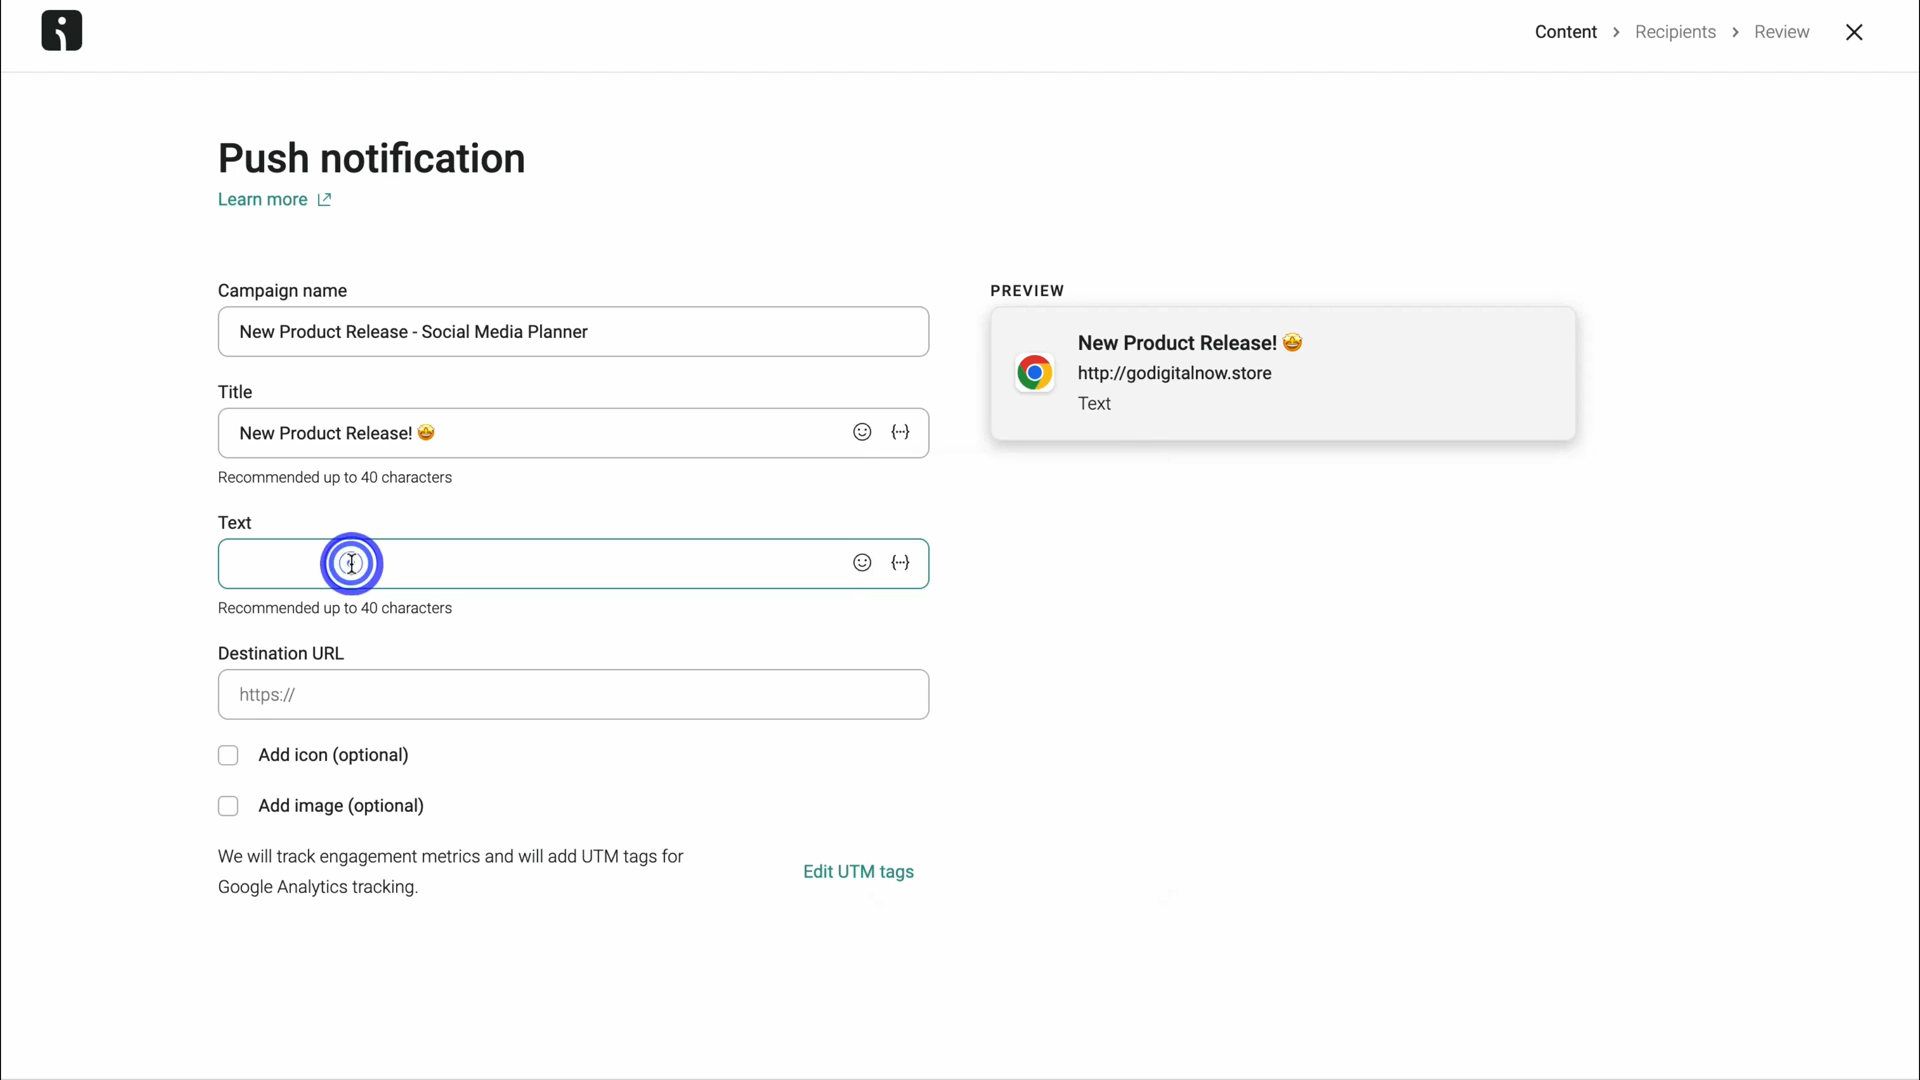 Content > Recipients > Review
Push notification
Learn more
Campaign name
New Product Release - Social Media Planner
Title
New Product Release! 🤩
Recommended up to 40 characters
Text
Recommended up to 40 characters
Destination URL
https://
Add icon (optional)
Add image (optional)
We will track engagement metrics and will add UTM tags for
Google Analytics tracking.
Edit UTM tags
PREVIEW
New Product Release! 🤩
http://godigitalnow.store
Text